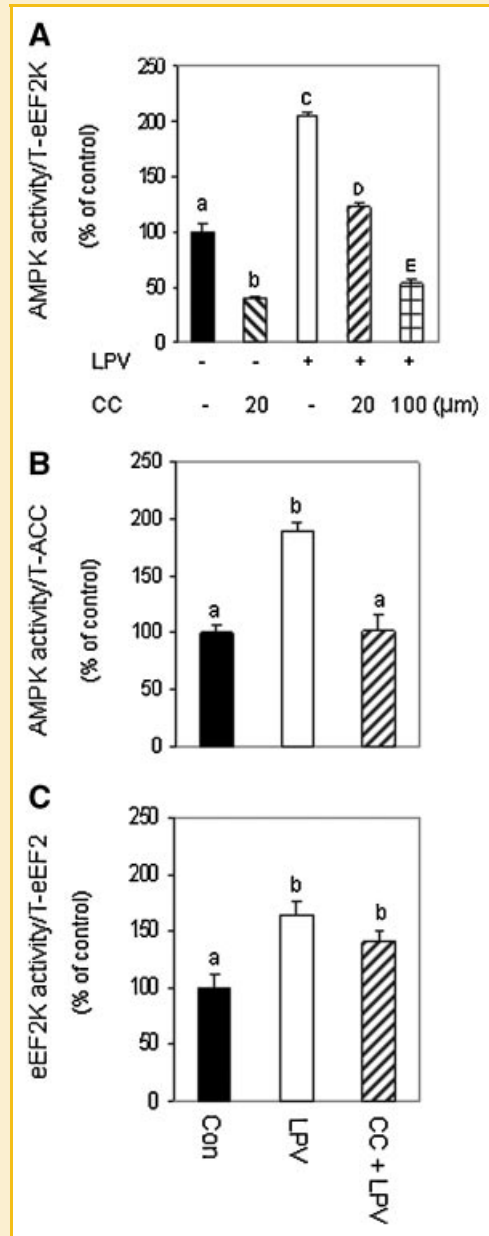 A
AMPK activity/T-eEF2K
(% of control)
250
200
150
100
50
0
a
b
c
D
E
LPV - - + + +
CC - 20 - 20 100 (µm)
B
AMPK activity/T-ACC
(% of control)
250
200
150
100
50
0
a
b
a
C
eEF2K activity/T-eEF2
(% of control)
250
200
150
100
50
0
a
b
b
Con
LPV
CC + LPV